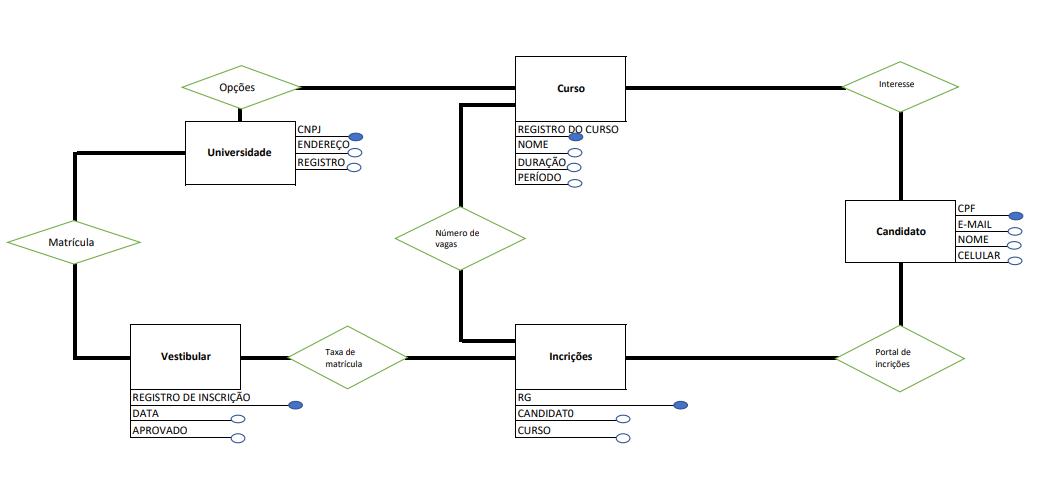 Opções
Curso
Interesse
REGISTRO DO CURSO
NOME
DURAÇÃO
PERÍODO
CNPJ
ENDEREÇO
REGISTRO
Universidade
CPF
E-MAIL
NOME
CELULAR
Candidato
Matrícula
Número de
vagas
Vestibular
Taxa de
matrícula
Incrições
Portal de
incrições
REGISTRO DE INSCRIÇÃO
DATA
APROVADO
RG
CANDIDAT0
CURSO